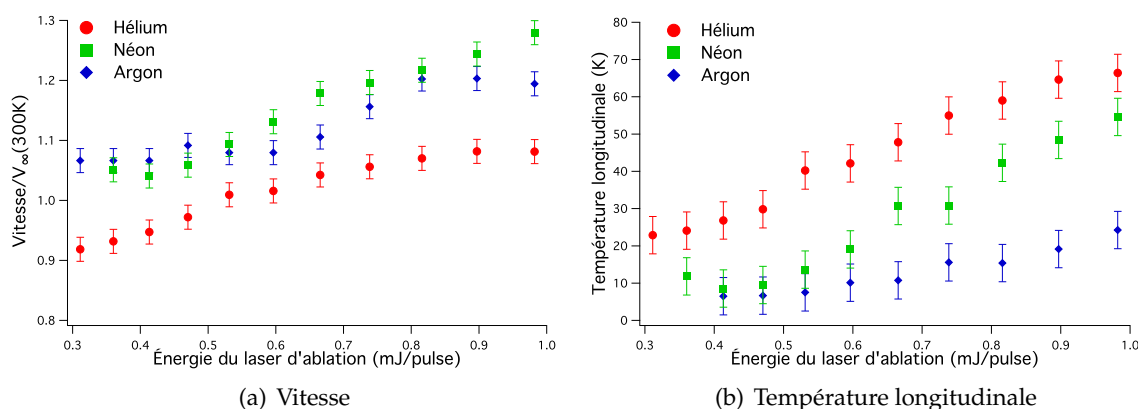 Hélium
Néon
Argon
Vitesse/V∞(300K)
1.3
1.2
1.1
1.0
0.9
0.8
0.3 0.4 0.5 0.6 0.7 0.8 0.9 1.0
Énergie du laser d'ablation (mJ/pulse)
(a) Vitesse
Hélium
Néon
Argon
Température longitudinale (K)
80
70
60
50
40
30
20
10
0
0.3 0.4 0.5 0.6 0.7 0.8 0.9 1.0
Énergie du laser d'ablation (mJ/pulse)
(b) Température longitudinale